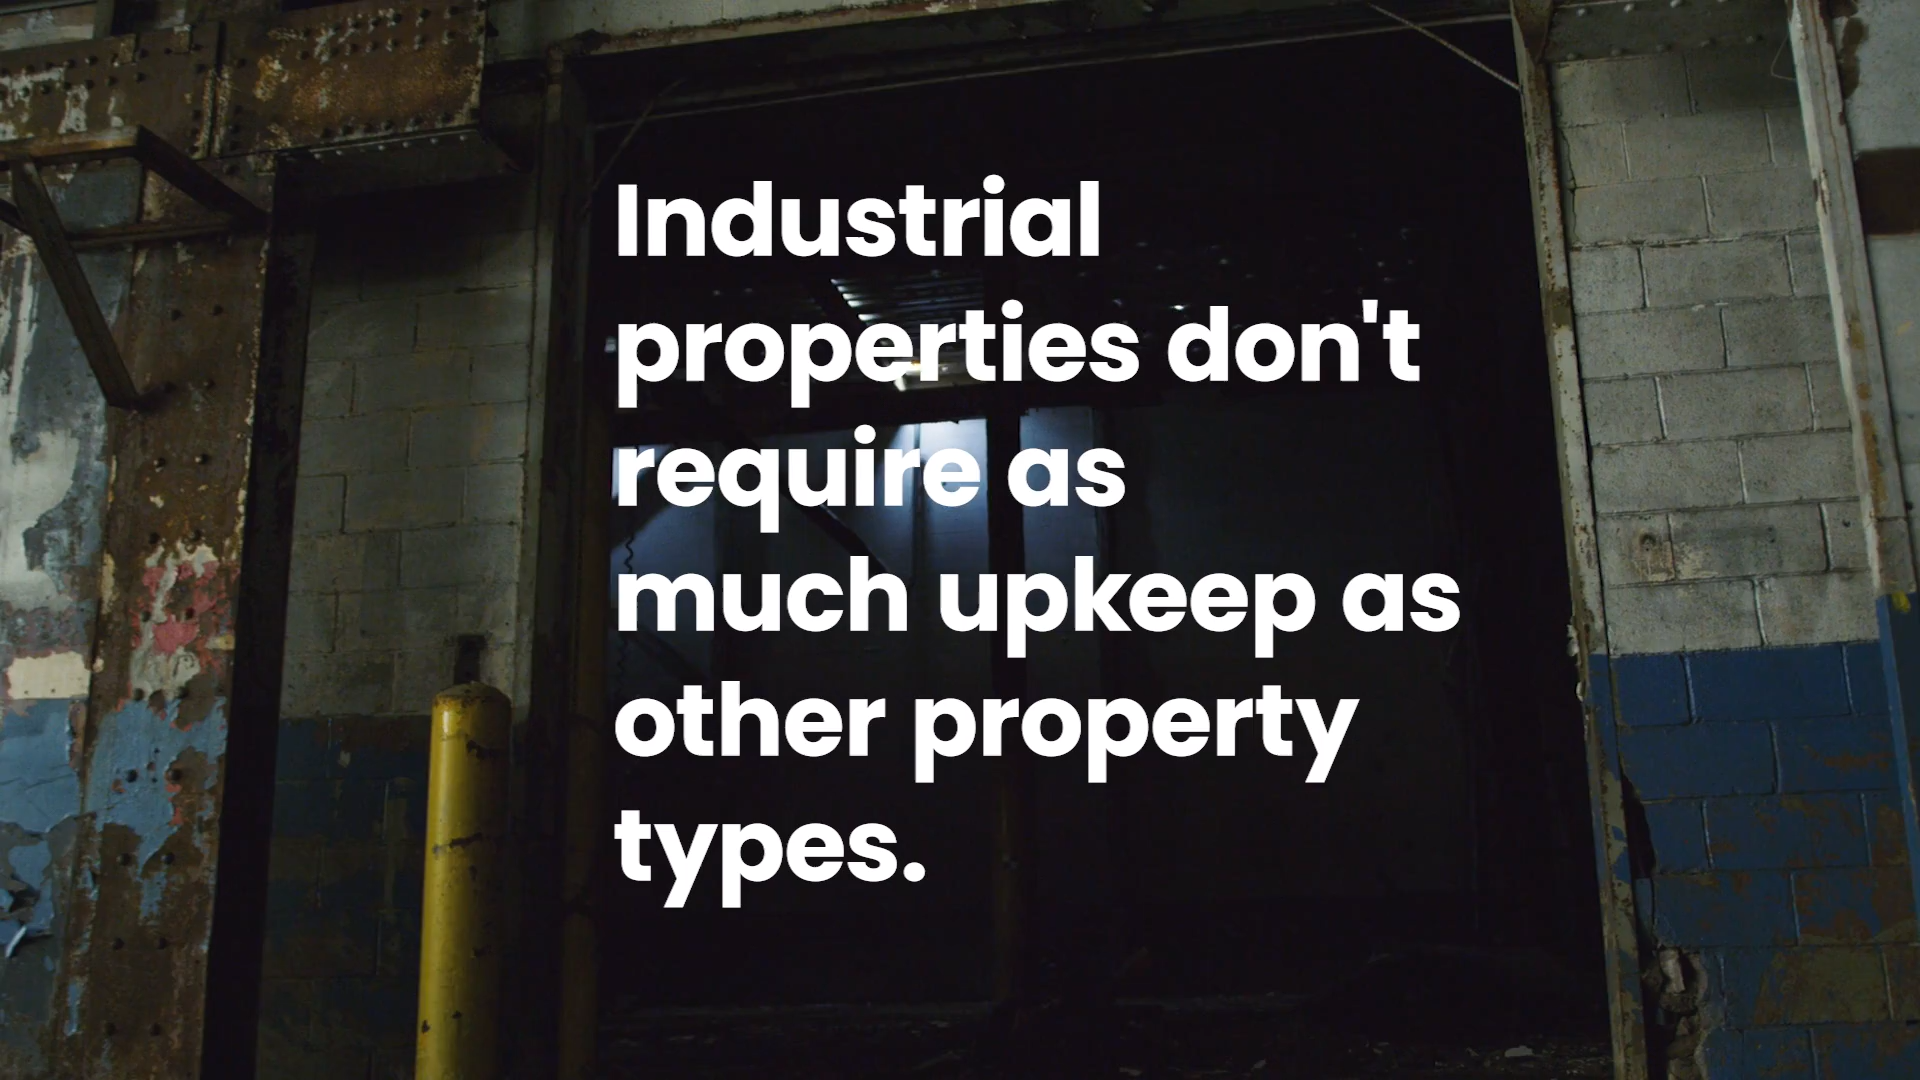 Industrial
properties don't
require as
much upkeep as
other property
types.